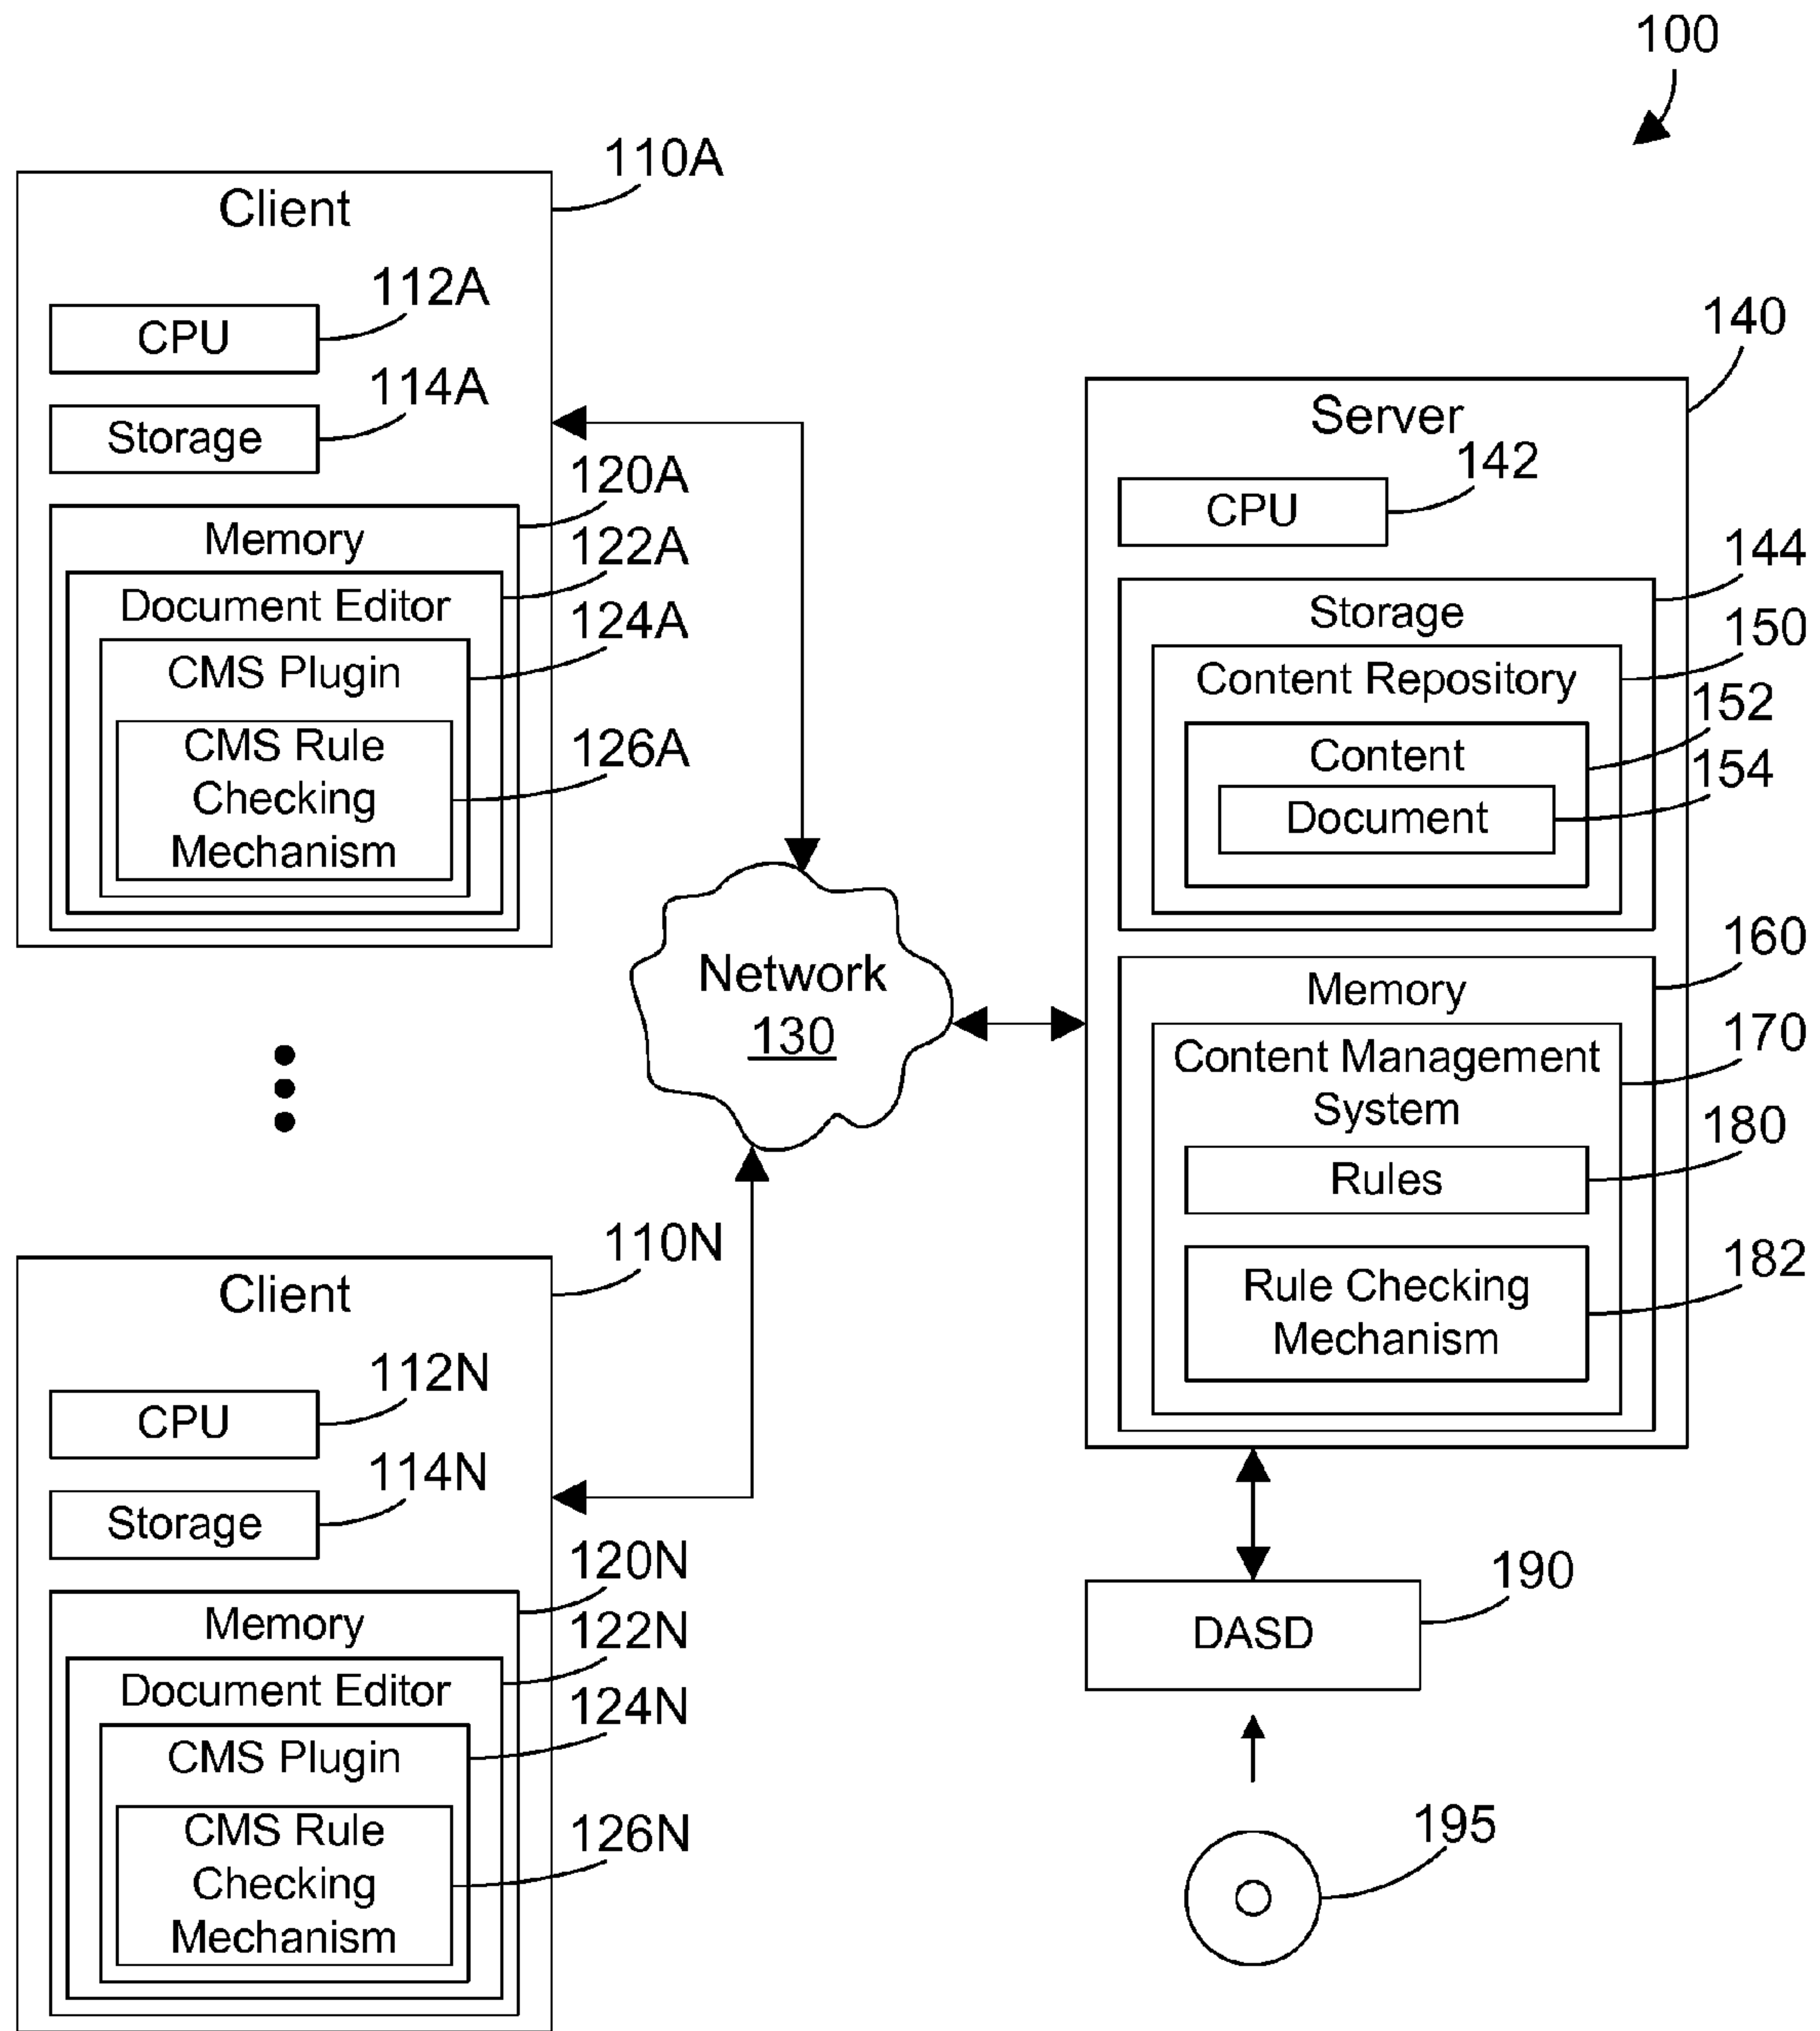 100
110A
Client
112A
CPU
114A
Storage
120A
Memory
122A
Document Editor
124A
CMS Plugin
126A
CMS Rule
Checking
Mechanism
Network
130
140
Server
142
CPU
144
Storage
150
Content Repository
152
Content
154
Document
160
Memory
170
Content Management
System
180
Rules
182
Rule Checking
Mechanism
110N
Client
112N
CPU
114N
Storage
120N
Memory
122N
Document Editor
124N
CMS Plugin
126N
CMS Rule
Checking
Mechanism
190
DASD
195